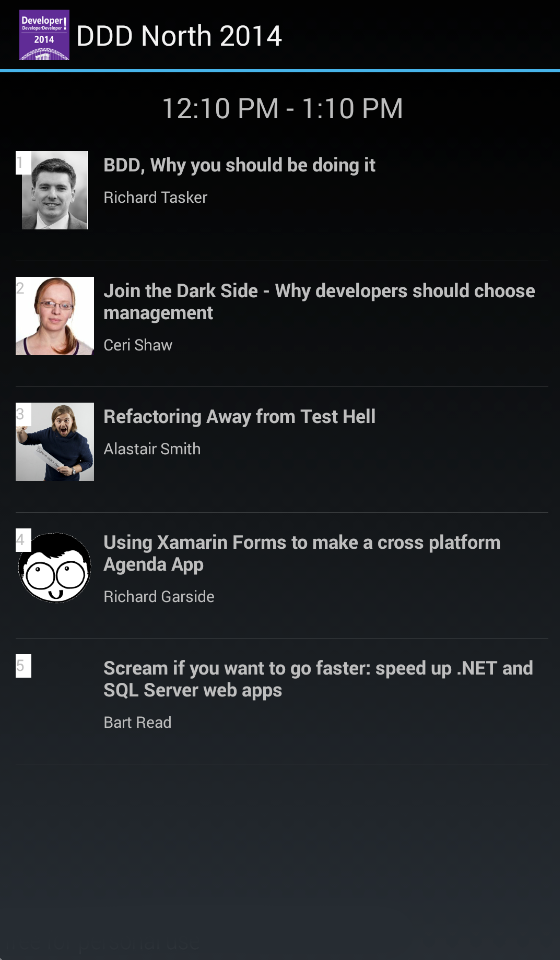 Developer!
DeveloperDeveloper!
2014
DDD North 2014
12:10 PM - 1:10 PM
1
BDD, Why you should be doing it
Richard Tasker
2
Join the Dark Side - Why developers should choose
management
Ceri Shaw
3
Refactoring Away from Test Hell
Alastair Smith
4
Using Xamarin Forms to make a cross platform
Agenda App
Richard Garside
5
Scream if you want to go faster: speed up .NET and
SQL Server web apps
Bart Read